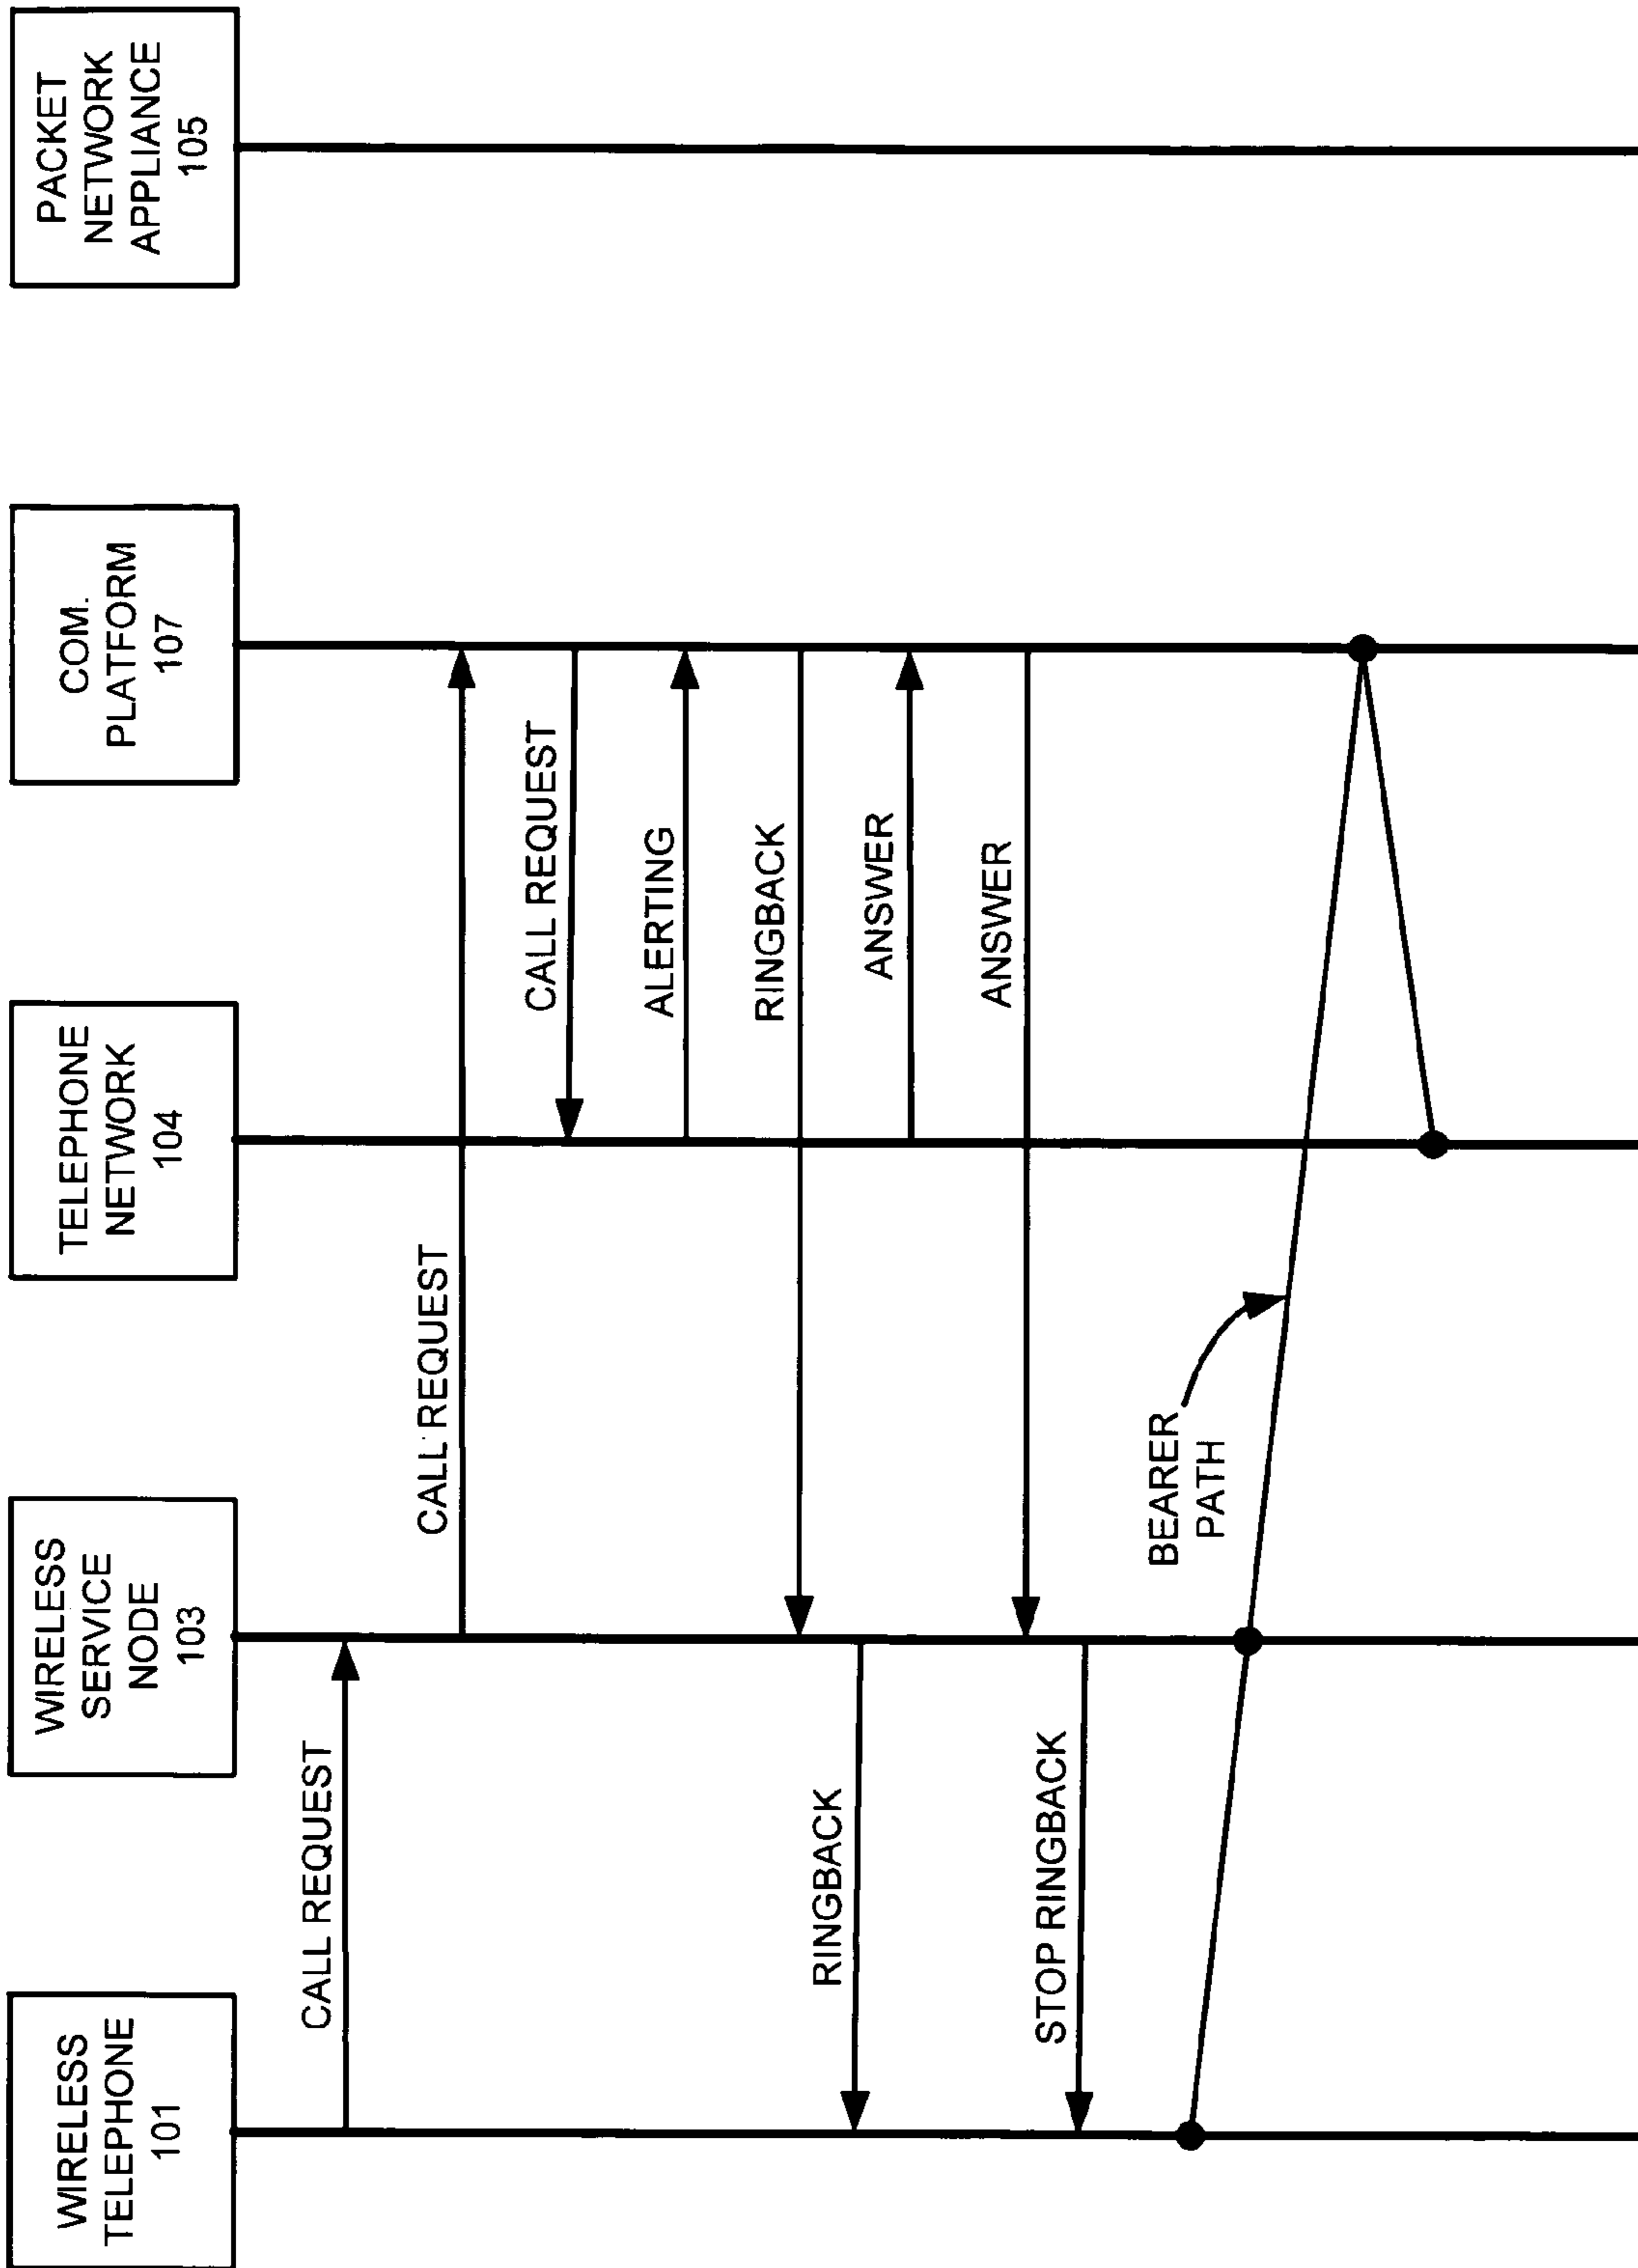 WIRELESS
TELEPHONE
101
WIRELESS
SERVICE
NODE
103
TELEPHONE
NETWORK
104
COM.
PLATFORM
107
PACKET
NETWORK
APPLIANCE
105
CALL REQUEST
CALL REQUEST
CALL REQUEST
ALERTING
RINGBACK
RINGBACK
ANSWER
ANSWER
STOP RINGBACK
BEARER
PATH